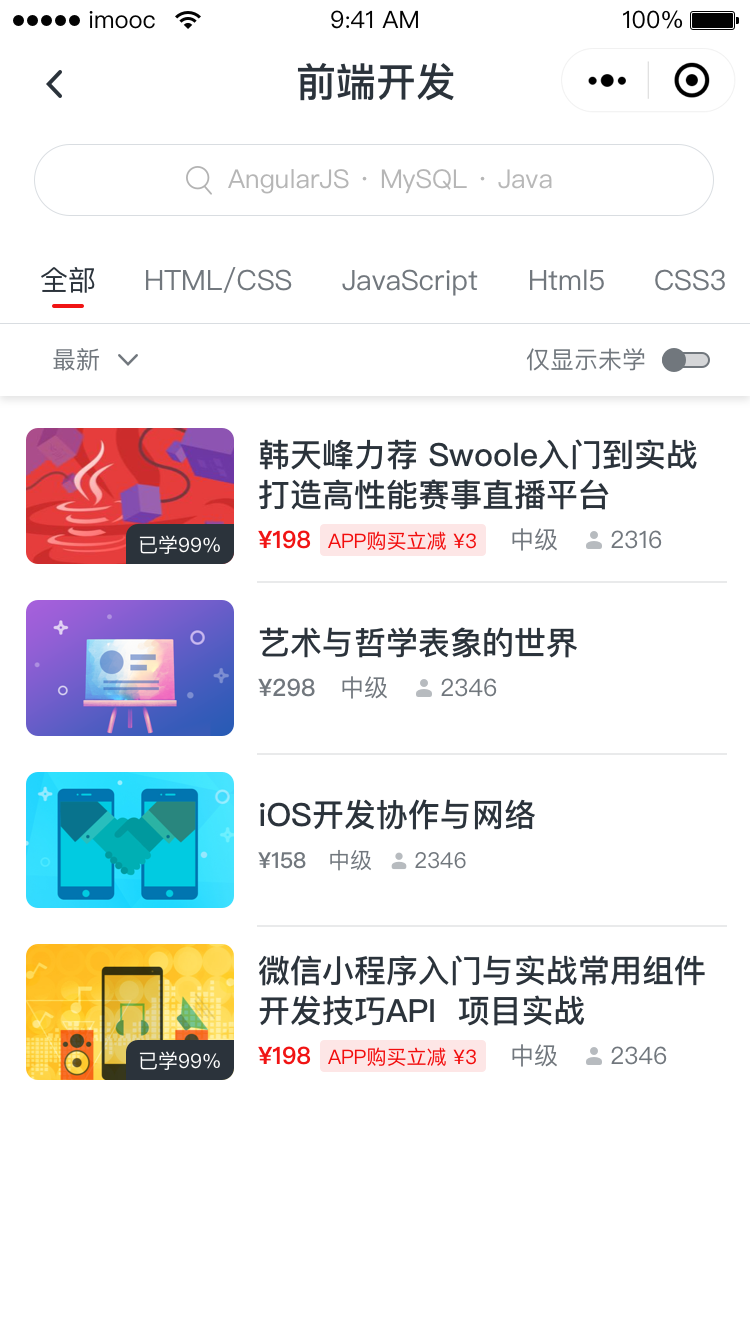 imooc 9:41 AM 100%
前端开发
AngularJS · MySQL · Java
全部 HTML/CSS JavaScript Html5 CSS3
最新 仅显示未学
韩天峰力荐 Swoole入门到实战
打造高性能赛事直播平台
已学99%
¥198 APP购买立减 ¥3 中级 2316
艺术与哲学表象的世界
¥298 中级 2346
iOS开发协作与网络
¥158 中级 2346
微信小程序入门与实战常用组件
开发技巧API 项目实战
已学99%
¥198 APP购买立减 ¥3 中级 2346